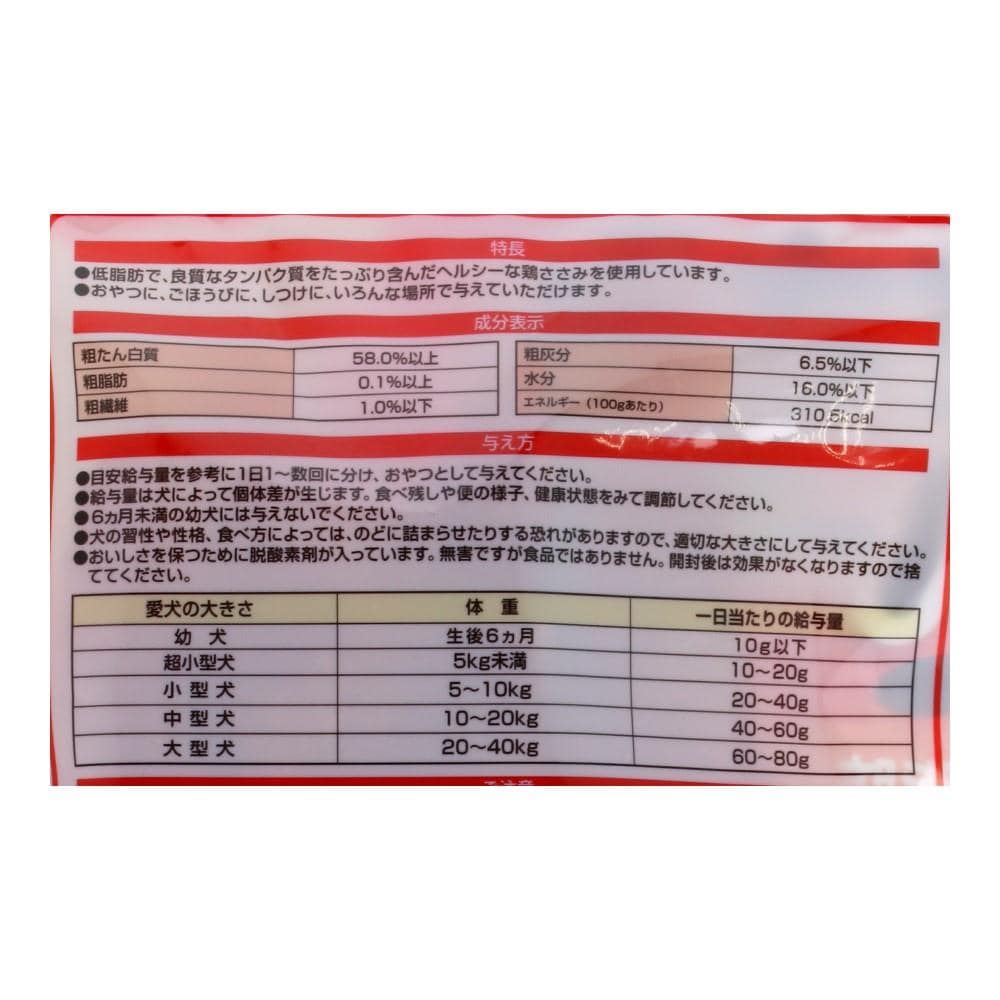 特長
●低脂肪で、良質なタンパク質をたっぷり含んだヘルシーな鶏ささみを使用しています。
●おやつに、ごほうびに、しつけに、いろんな場所で与えていただけます。
成分表示
粗たん白質 58.0%以上 粗灰分 6.5%以下
粗脂肪 0.1%以上 水分 16.0%以下
粗繊維 1.0%以下 エネルギー（100gあたり） 310.5kcal
与え方
●目安給与量を参考に1日1～数回に分け、おやつとして与えてください。
●給与量は犬によって個体差が生じます。食べ残しや便の様子、健康状態をみて調節してください。
●6ヵ月未満の幼犬には与えないでください。
●犬の習性や性格、食べ方によっては、のどに詰まらせたりする恐れがありますので、適切な大きさにして与えてください。
●おいしさを保つために脱酸素剤が入っています。無害ですが食品ではありません。開封後は効果がなくなりますので捨
ててください。
愛犬の大きさ 体 重 一日当たりの給与量
幼 犬 生後6ヵ月 10g以下
超小型犬 5kg未満 10～20g
小 型 犬 5～10kg 20～40g
中 型 犬 10～20kg 40～60g
大 型 犬 20～40kg 60～80g